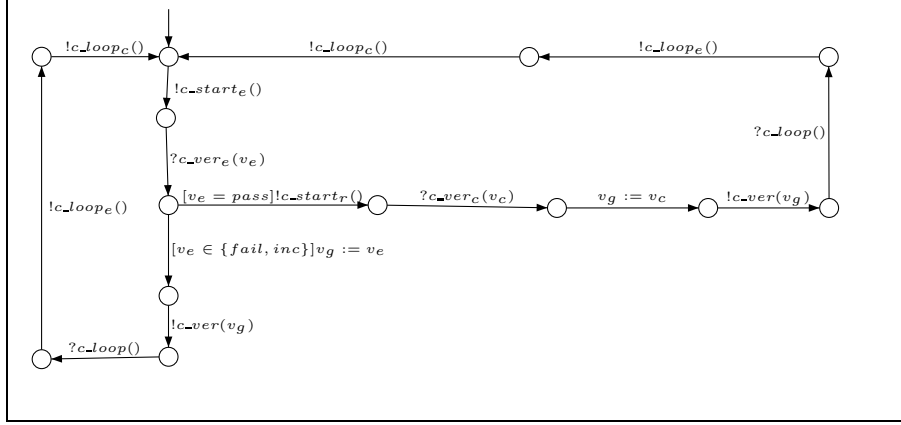 !c_loop_c() !c_loop_c() !c_loop_e()
!c_start_e()
?c_loop()
?c_ver_e(v_e)
[v_e = pass]!c_start_r() ?c_ver_c(v_c) v_g := v_c !c_ver(v_g)
!c_loop_e()
[v_e ∈ {fail, inc}]v_g := v_e
!c_ver(v_g)
?c_loop()